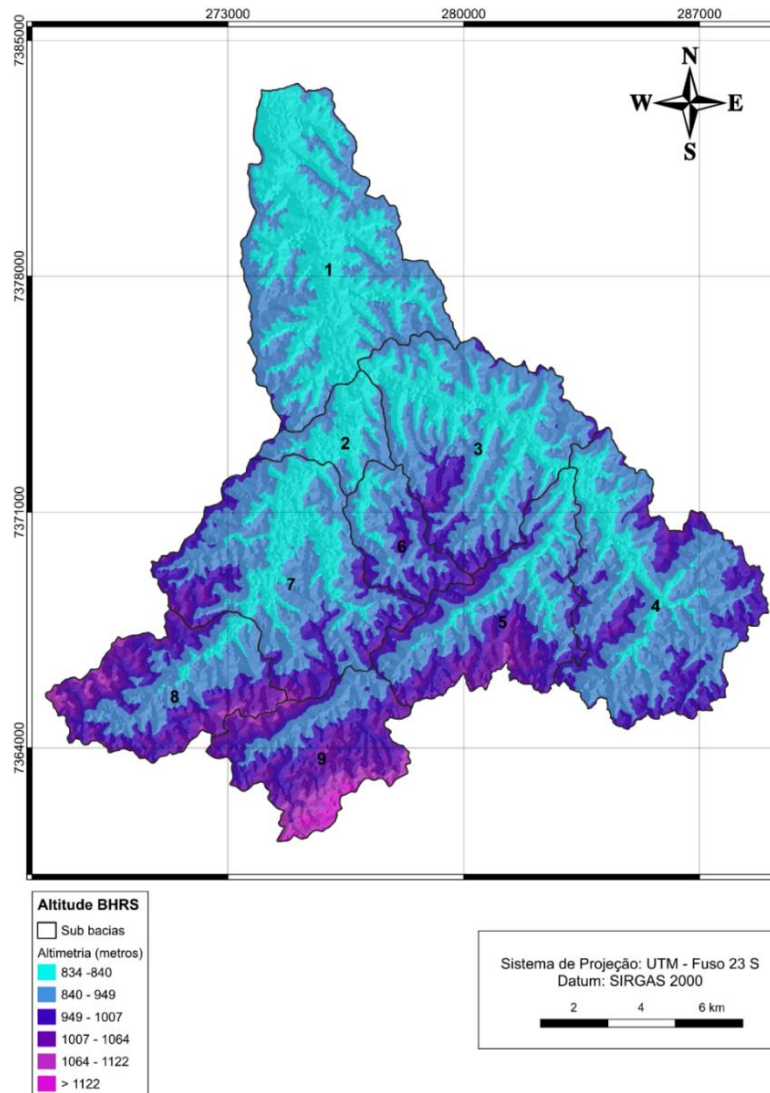 273000 280000 287000
7385000
N
W E
S
1
7378000
2
3
7371000
6
7
4
5
8
7364000
9
Altitude BHRS
Sub bacias
Altimetria (metros)
834 -840
840 - 949
949 - 1007
1007 - 1064
1064 - 1122
> 1122
Sistema de Projeção: UTM - Fuso 23 S
Datum: SIRGAS 2000
2 4 6 km